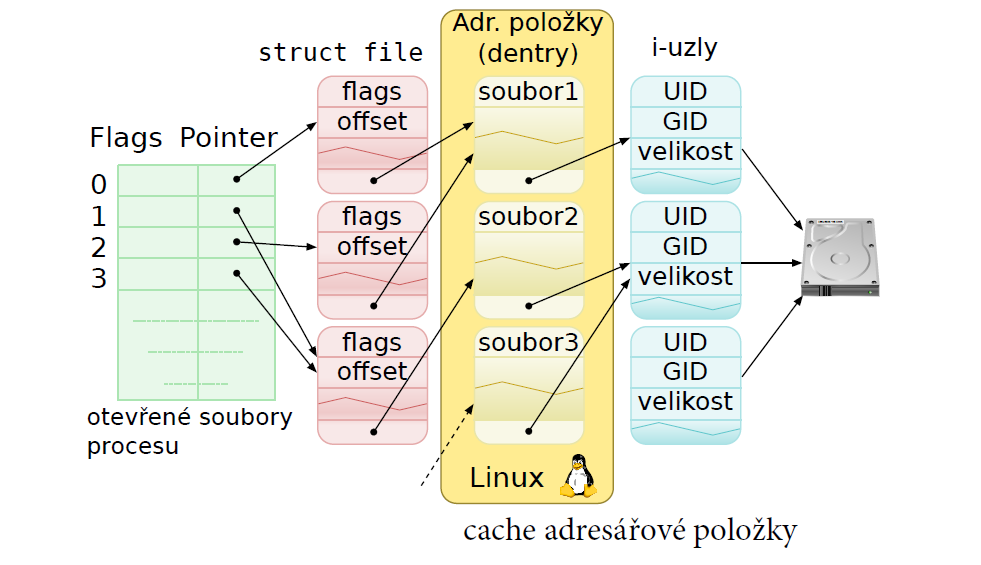 struct file
Adr. položky
(dentry)
i-uzly
Flags Pointer
0
1
2
3
otevřené soubory
procesu
flags
offset
flags
offset
flags
offset
soubor1
soubor2
soubor3
Linux
UID
GID
velikost
UID
GID
velikost
UID
GID
velikost
cache adresářové položky